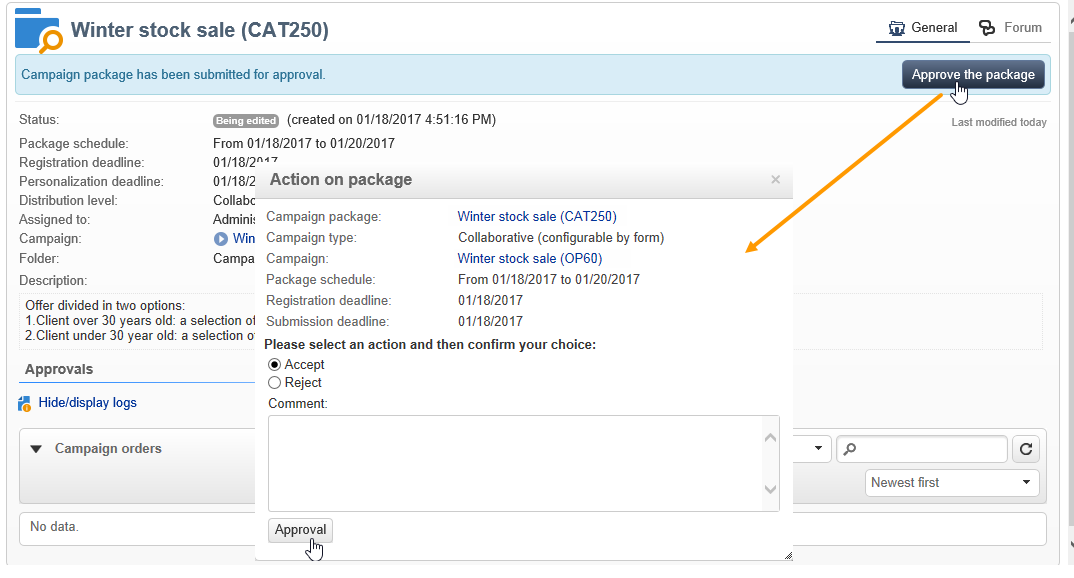 Winter stock sale (CAT250)
General
Forum
Campaign package has been submitted for approval.
Approve the package
Status: Being edited (created on 01/18/2017 4:51:16 PM)
Last modified today
Package schedule: From 01/18/2017 to 01/20/2017
Registration deadline: 01/18/2017
Personalization deadline: 01/18/2
Distribution level: Collabo
Assigned to: Adminis
Campaign: Win
Folder: Campa
Description:
Offer divided in two options:
1.Client over 30 years old: a selection of
2.Client under 30 year old: a selection of
Approvals
Hide/display logs
Campaign orders
Newest first
No data.
Action on package
Campaign package: Winter stock sale (CAT250)
Campaign type: Collaborative (configurable by form)
Campaign: Winter stock sale (OP60)
Package schedule: From 01/18/2017 to 01/20/2017
Registration deadline: 01/18/2017
Submission deadline: 01/18/2017
Please select an action and then confirm your choice:
Accept
Reject
Comment:
Approval